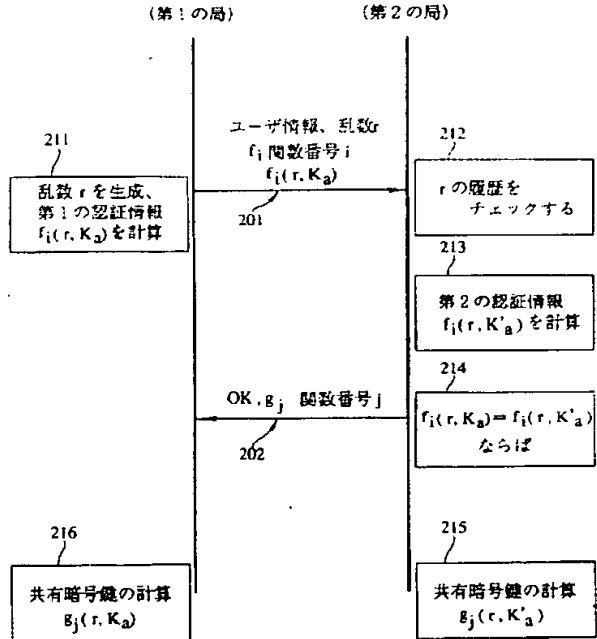 (第1の局)
(第2の局)
ユーザ情報、乱数r
f_i 関数番号 i
f_i(r, K_a)
201
211
乱数 r を生成、
第1の認証情報
f_i(r, K_a) を計算
212
r の履歴を
チェックする
213
第2の認証情報
f_i(r, K'_a) を計算
OK, g_j 関数番号 j
202
214
f_i(r, K_a) = f_i(r, K'_a)
ならば
216
共有暗号鍵の計算
g_j(r, K_a)
215
共有暗号鍵の計算
g_j(r, K'_a)